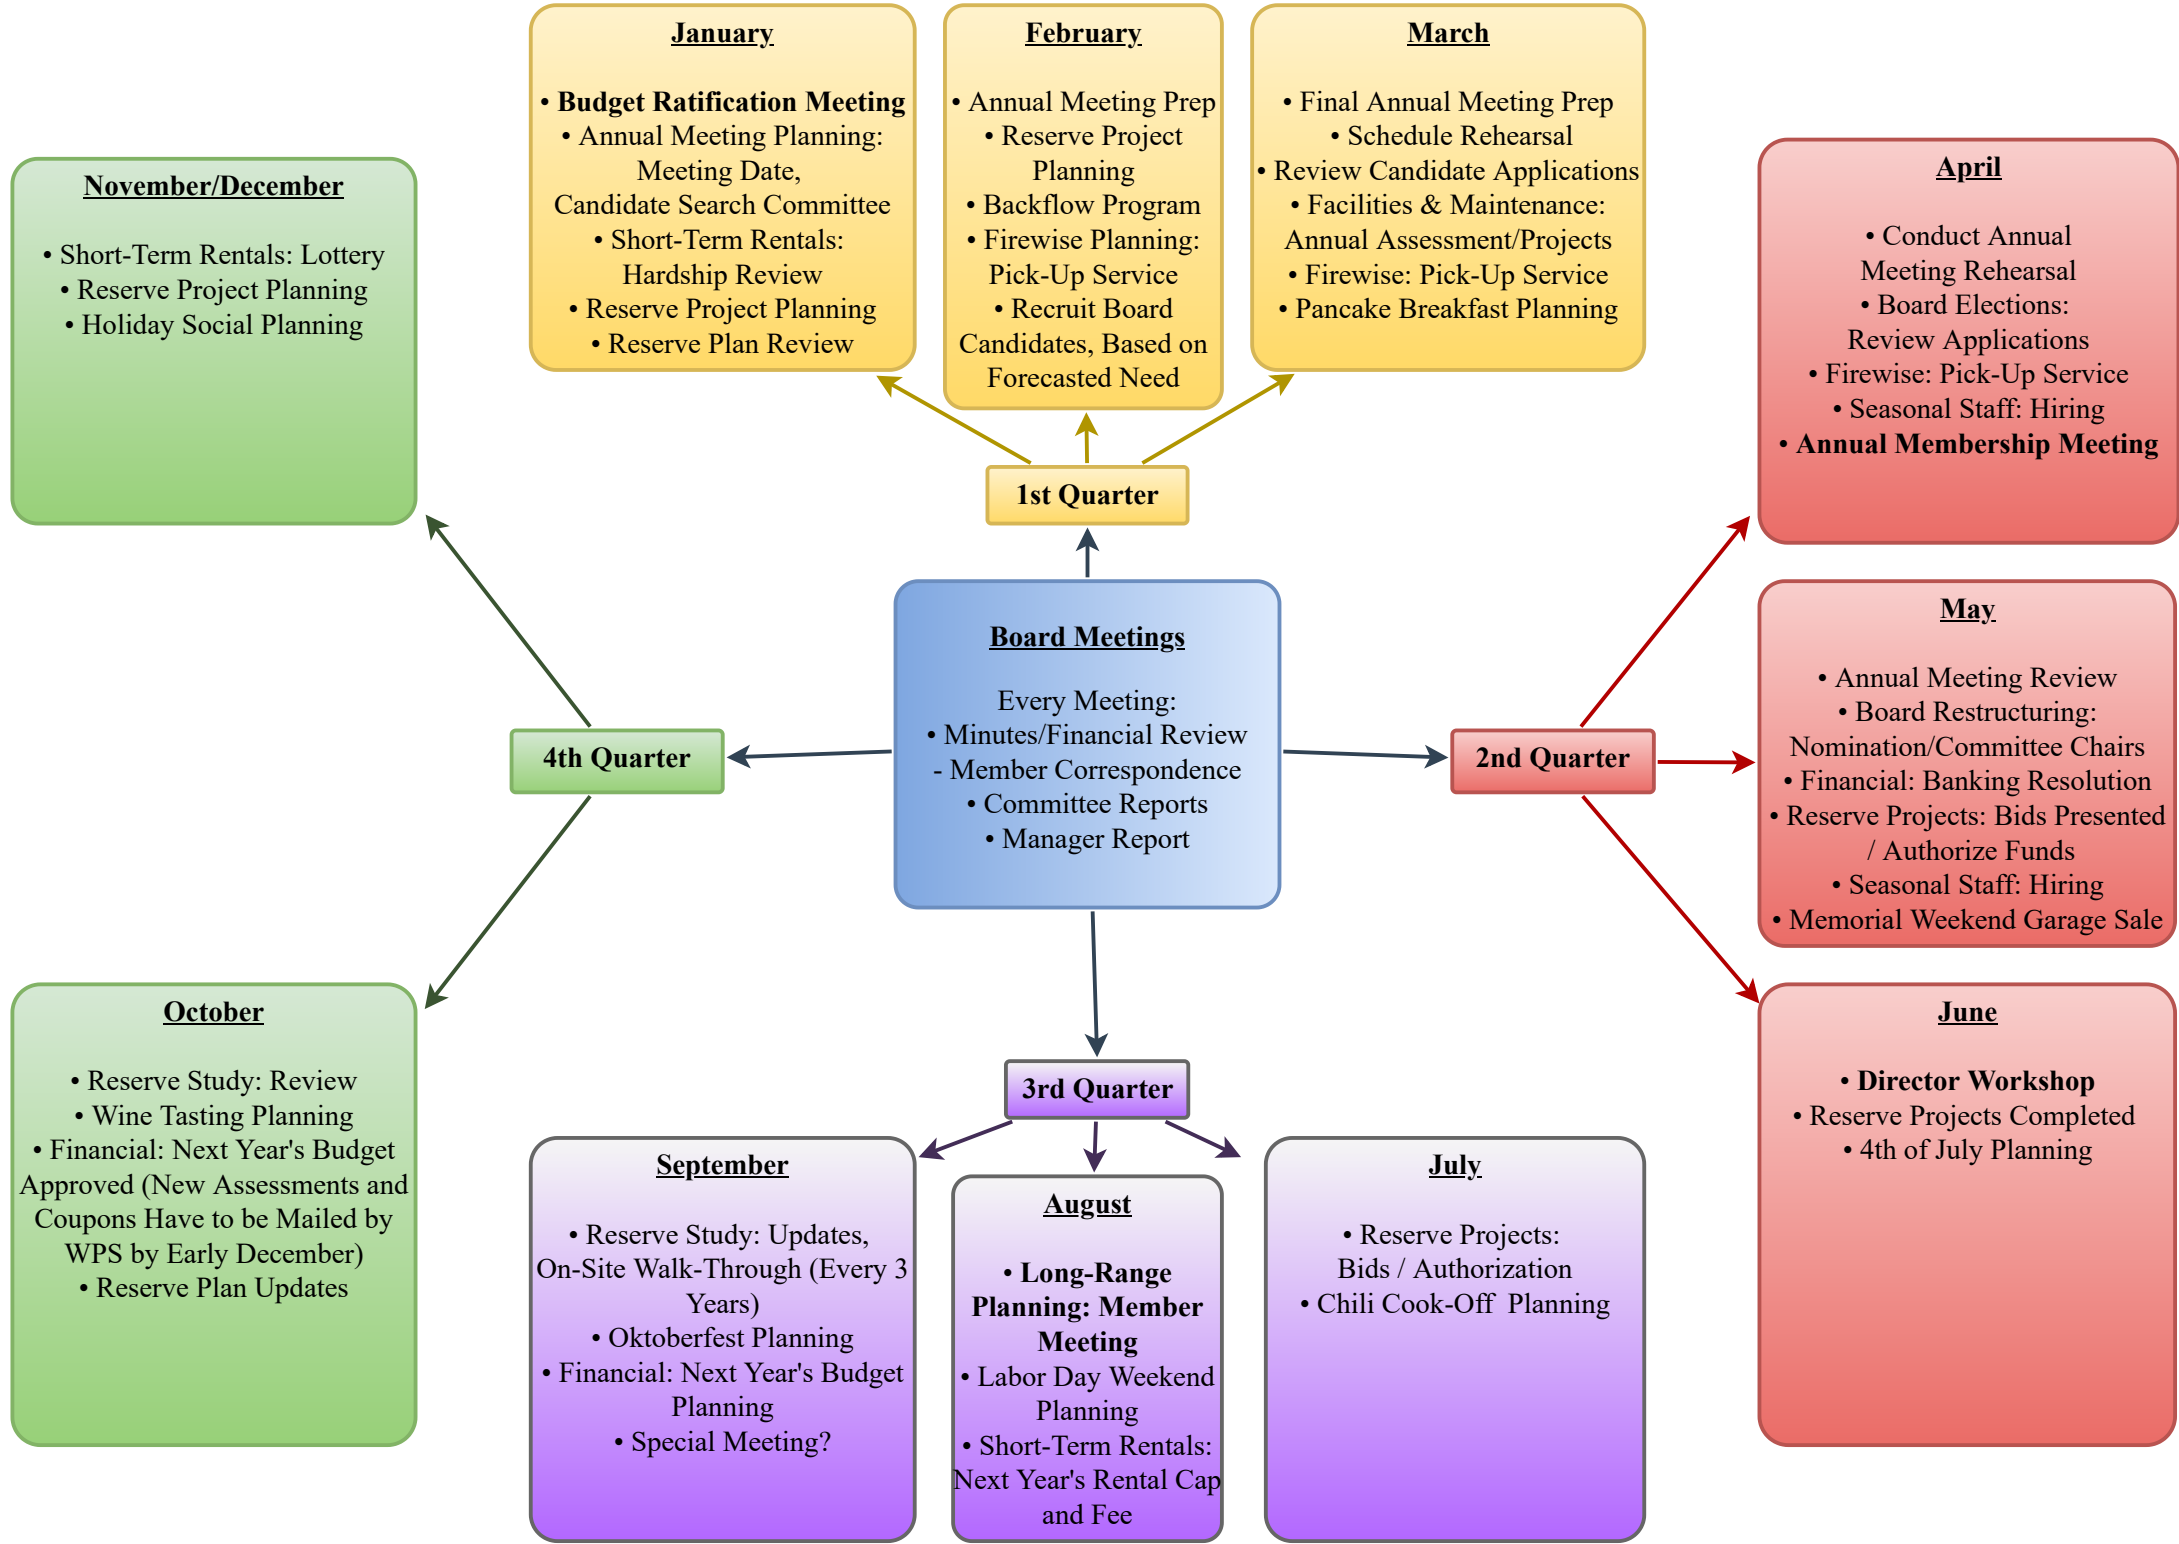 January
• Budget Ratification Meeting
• Annual Meeting Planning:
Meeting Date,
Candidate Search Committee
• Short-Term Rentals:
Hardship Review
• Reserve Project Planning
• Reserve Plan Review
February
• Annual Meeting Prep
• Reserve Project
Planning
• Backflow Program
• Firewise Planning:
Pick-Up Service
• Recruit Board
Candidates, Based on
Forecasted Need
March
• Final Annual Meeting Prep
• Schedule Rehearsal
• Review Candidate Applications
• Facilities & Maintenance:
Annual Assessment/Projects
• Firewise: Pick-Up Service
• Pancake Breakfast Planning
1st Quarter
April
• Conduct Annual
Meeting Rehearsal
• Board Elections:
Review Applications
• Firewise: Pick-Up Service
• Seasonal Staff: Hiring
• Annual Membership Meeting
November/December
• Short-Term Rentals: Lottery
• Reserve Project Planning
• Holiday Social Planning
Board Meetings
Every Meeting:
• Minutes/Financial Review
- Member Correspondence
• Committee Reports
• Manager Report
4th Quarter
2nd Quarter
May
• Annual Meeting Review
• Board Restructuring:
Nomination/Committee Chairs
• Financial: Banking Resolution
• Reserve Projects: Bids Presented
/ Authorize Funds
• Seasonal Staff: Hiring
• Memorial Weekend Garage Sale
June
• Director Workshop
• Reserve Projects Completed
• 4th of July Planning
3rd Quarter
July
• Reserve Projects:
Bids / Authorization
• Chili Cook-Off  Planning
August
• Long-Range
Planning: Member
Meeting
• Labor Day Weekend
Planning
• Short-Term Rentals:
Next Year's Rental Cap
and Fee
September
• Reserve Study: Updates,
On-Site Walk-Through (Every 3
Years)
• Oktoberfest Planning
• Financial: Next Year's Budget
Planning
• Special Meeting?
October
• Reserve Study: Review
• Wine Tasting Planning
• Financial: Next Year's Budget
Approved (New Assessments and
Coupons Have to be Mailed by
WPS by Early December)
• Reserve Plan Updates